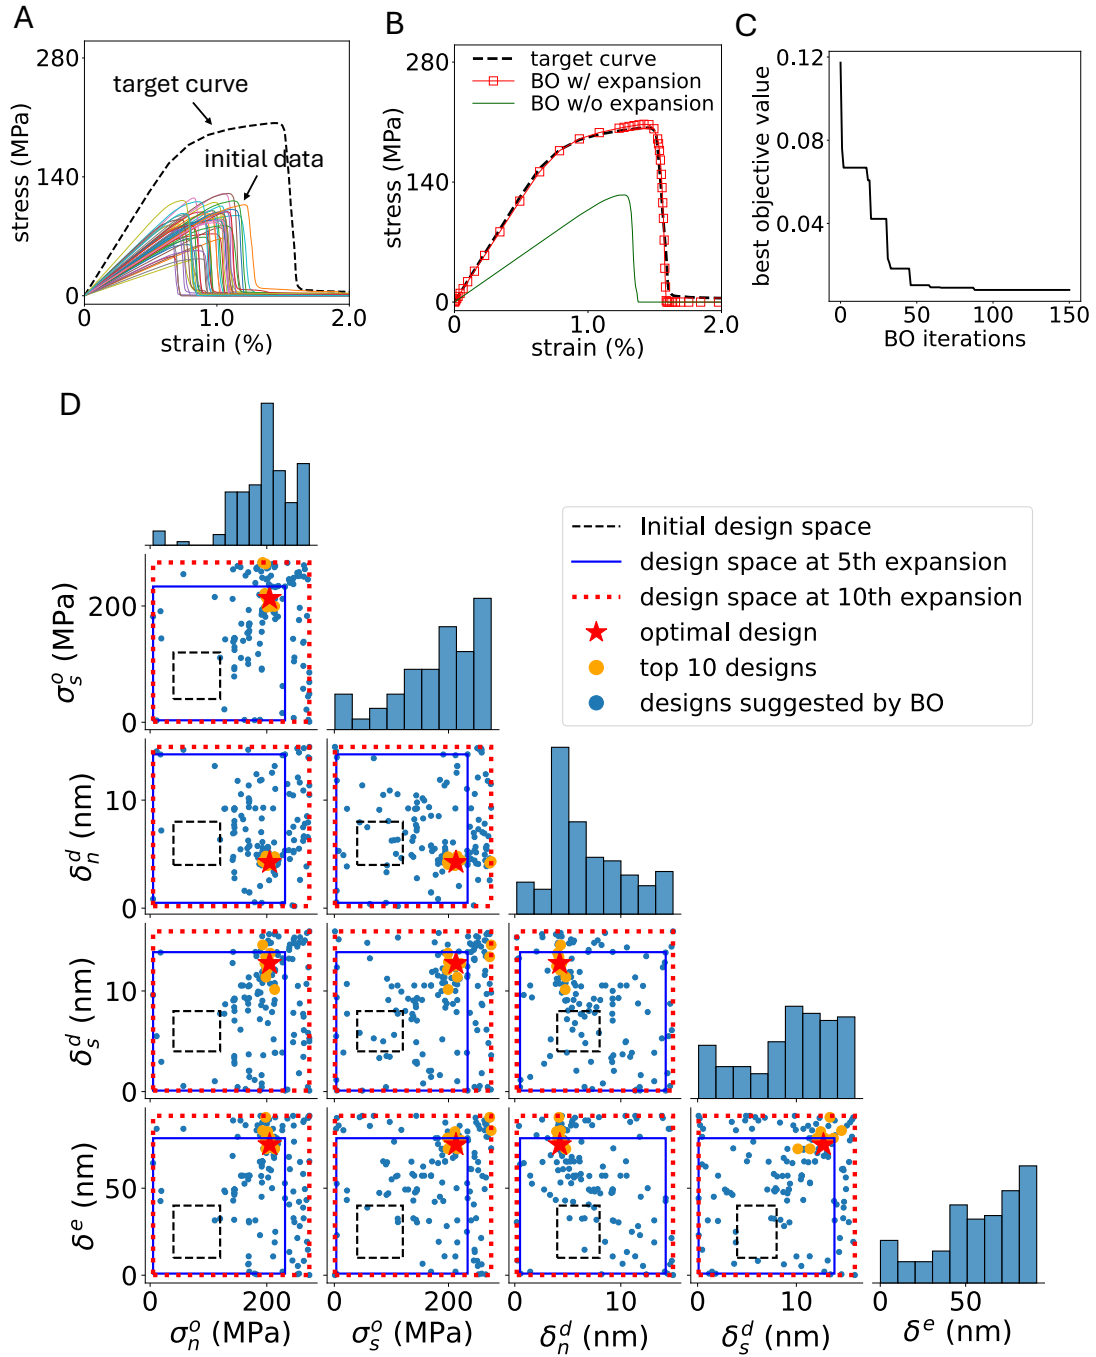 A
280
140
0
stress (MPa)
target curve
initial data
0
1.0
2.0
strain (%)
B
280
140
0
stress (MPa)
target curve
BO w/ expansion
BO w/o expansion
0
1.0
2.0
strain (%)
C
0.12
0.08
0.04
best objective value
0
50
100
150
BO iterations
D
Initial design space
design space at 5th expansion
design space at 10th expansion
optimal design
top 10 designs
designs suggested by BO
200
0
σ_s^o (MPa)
10
0
δ_n^d (nm)
10
0
δ_s^d (nm)
50
0
δ^e (nm)
0
200
σ_n^o (MPa)
0
200
σ_s^o (MPa)
0
10
δ_n^d (nm)
0
10
δ_s^d (nm)
0
50
δ^e (nm)